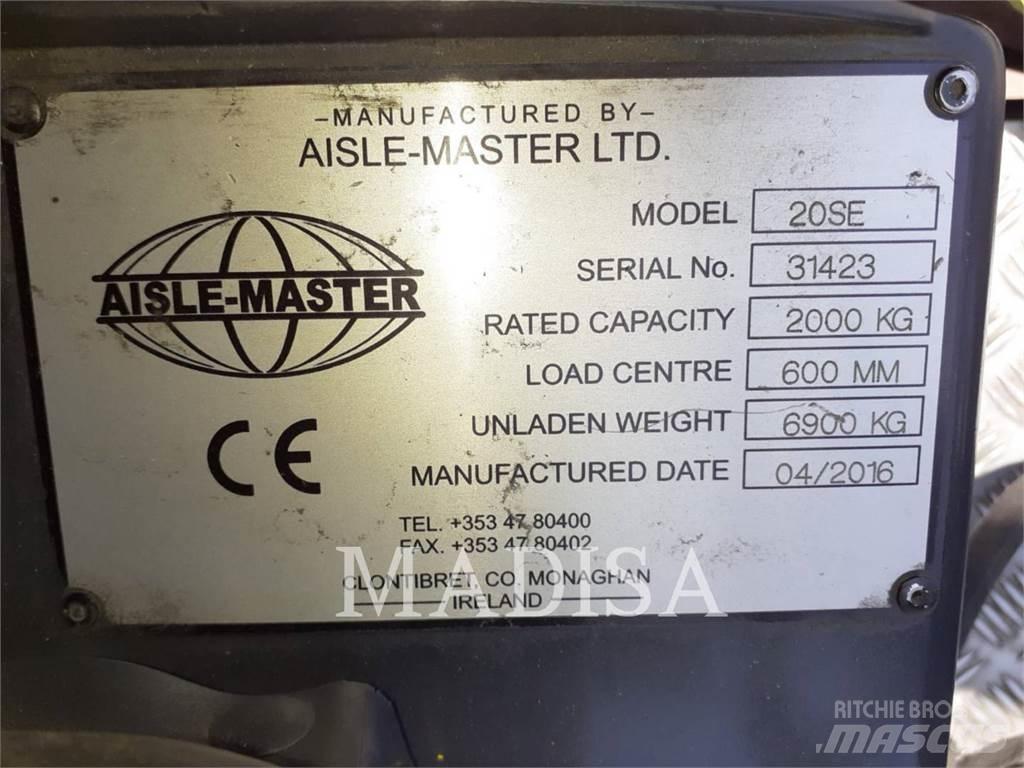 –MANUFACTURED BY–
AISLE-MASTER LTD.
AISLE-MASTER
CE
MODEL 20SE
SERIAL No. 31423
RATED CAPACITY 2000 KG
LOAD CENTRE 600 MM
UNLADEN WEIGHT 6900 KG
MANUFACTURED DATE 04/2016
TEL. +353 47 80400
FAX. +353 47 80402
CLONTIBRET, CO. MONAGHAN
IRELAND
MADISA
RITCHIE BROS
MASCUS